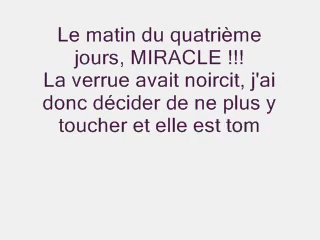 Le matin du quatrième
jours, MIRACLE !!!
La verrue avait noircit, j'ai
donc décider de ne plus y
toucher et elle est tom